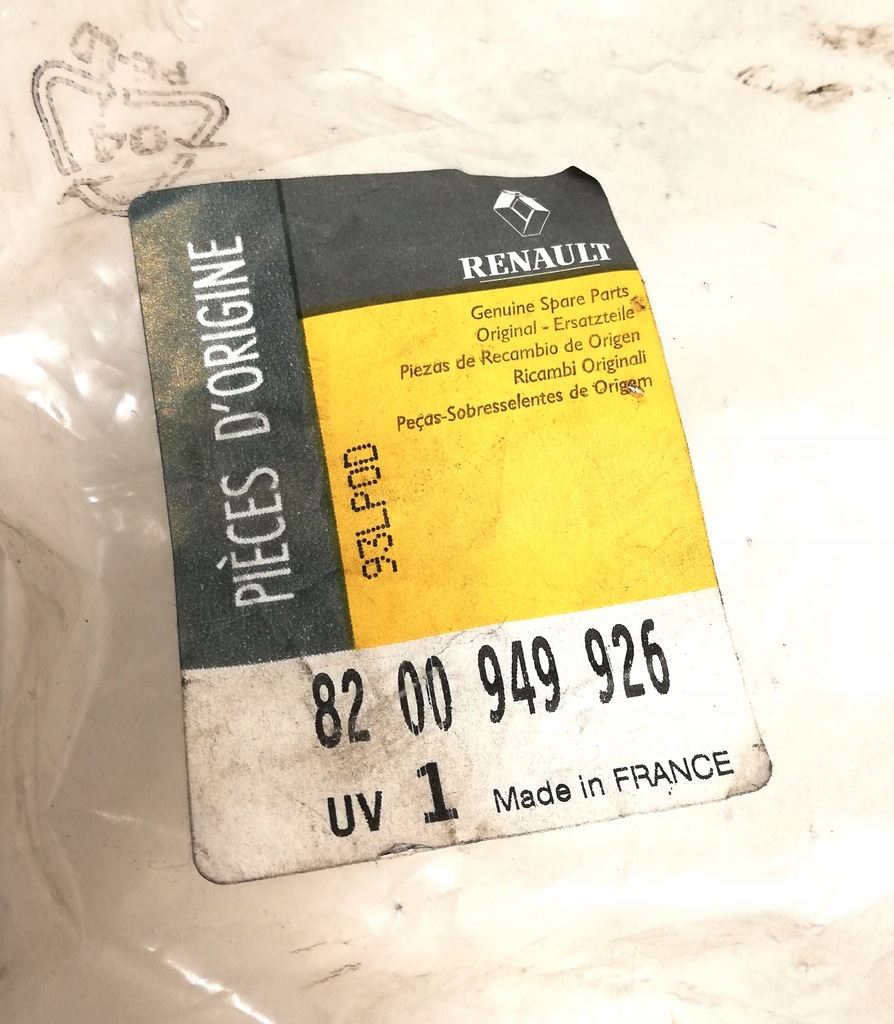 RENAULT
PIÈCES D'ORIGINE
Genuine Spare Parts
Original - Ersatzteile
Piezas de Recambio de Origen
Ricambi Originali
Peças-Sobresselentes de Origem
93LP0D
82 00 949 926
UV 1 Made in FRANCE